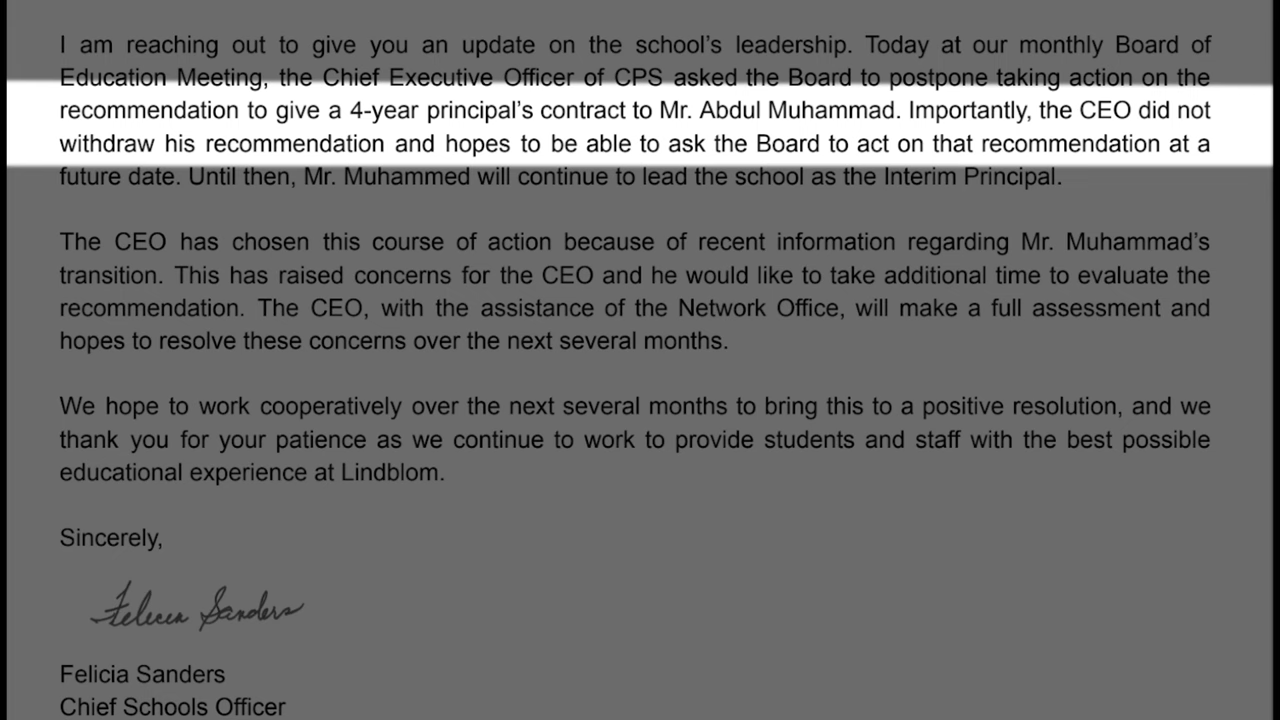 I am reaching out to give you an update on the school’s leadership. Today at our monthly Board of
Education Meeting, the Chief Executive Officer of CPS asked the Board to postpone taking action on the
recommendation to give a 4-year principal’s contract to Mr. Abdul Muhammad. Importantly, the CEO did not
withdraw his recommendation and hopes to be able to ask the Board to act on that recommendation at a
future date. Until then, Mr. Muhammed will continue to lead the school as the Interim Principal.
The CEO has chosen this course of action because of recent information regarding Mr. Muhammad’s
transition. This has raised concerns for the CEO and he would like to take additional time to evaluate the
recommendation. The CEO, with the assistance of the Network Office, will make a full assessment and
hopes to resolve these concerns over the next several months.
We hope to work cooperatively over the next several months to bring this to a positive resolution, and we
thank you for your patience as we continue to work to provide students and staff with the best possible
educational experience at Lindblom.
Sincerely,
Felicia Sanders
Felicia Sanders
Chief Schools Officer